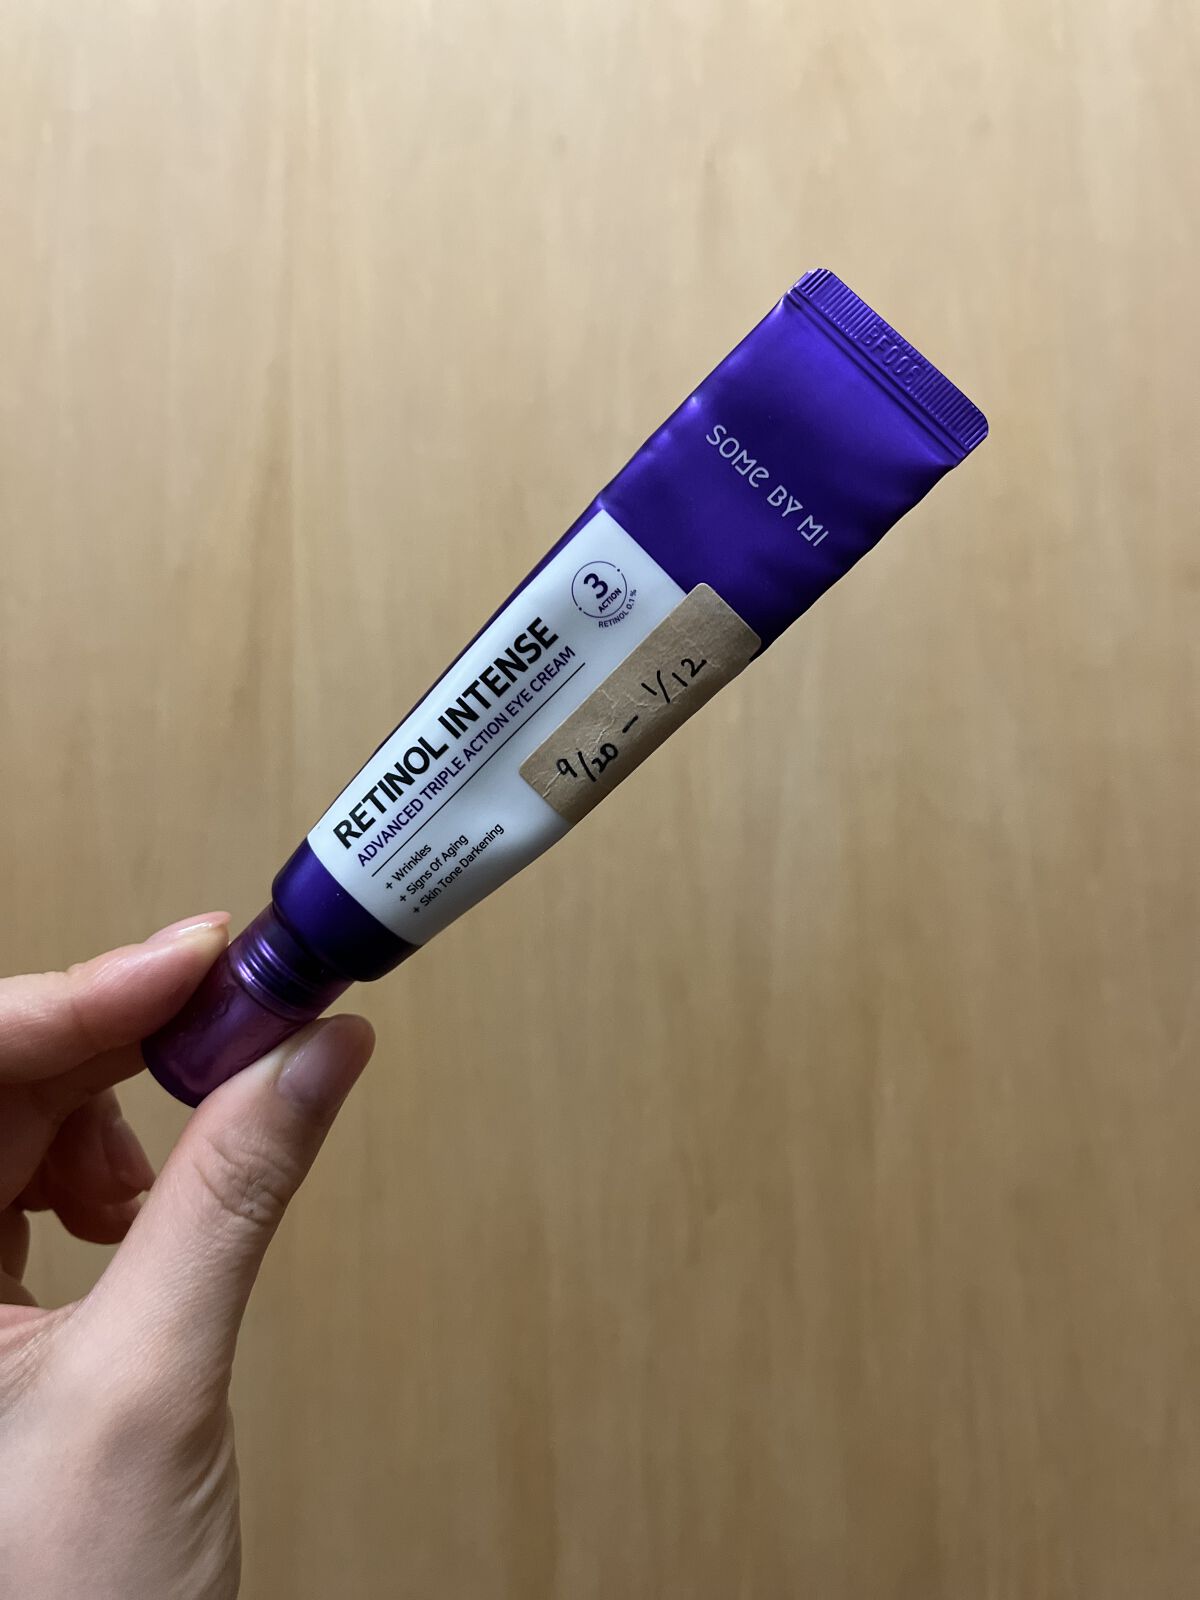 BF006
SOME BY MI
3
ACTION
RETINOL 0.1%
RETINOL INTENSE
ADVANCED TRIPLE ACTION EYE CREAM
9/20 – 1/12
+ Wrinkles
+ Signs Of Aging
+ Skin Tone Darkening